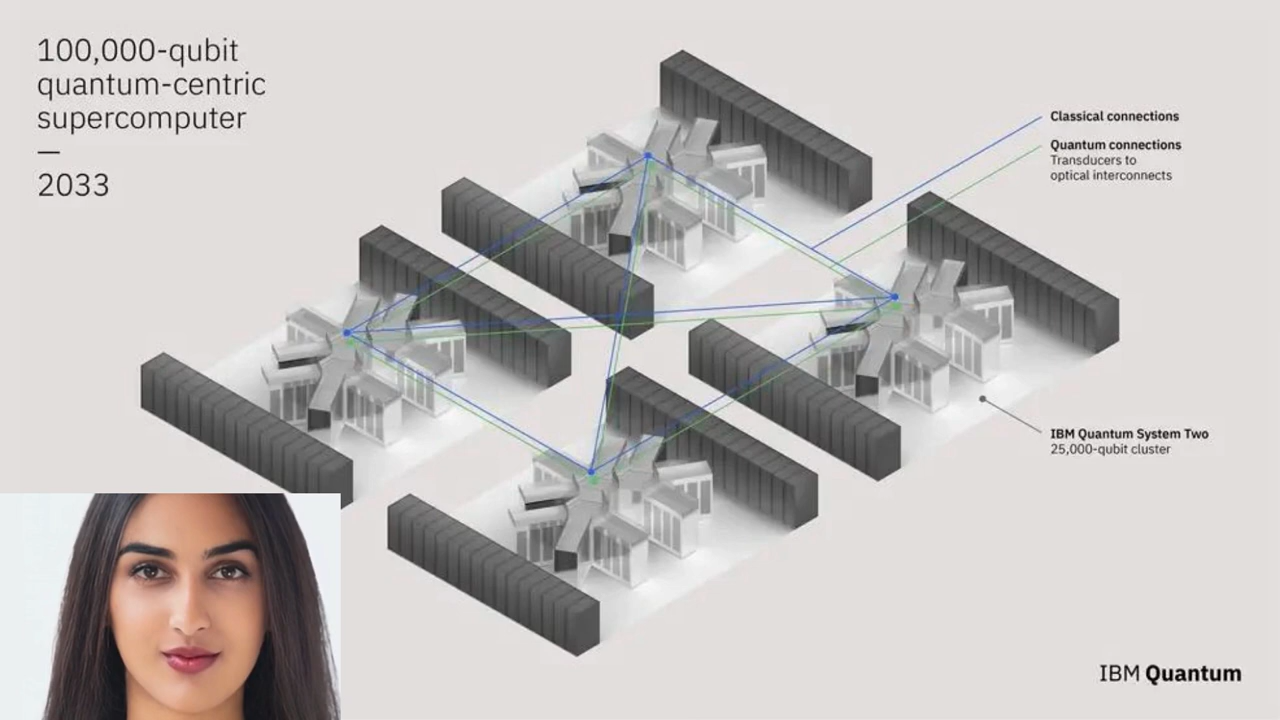 100,000-qubit
quantum-centric
supercomputer
—
2033
Classical connections
Quantum connections
Transducers to
optical interconnects
IBM Quantum System Two
25,000-qubit cluster
IBM Quantum